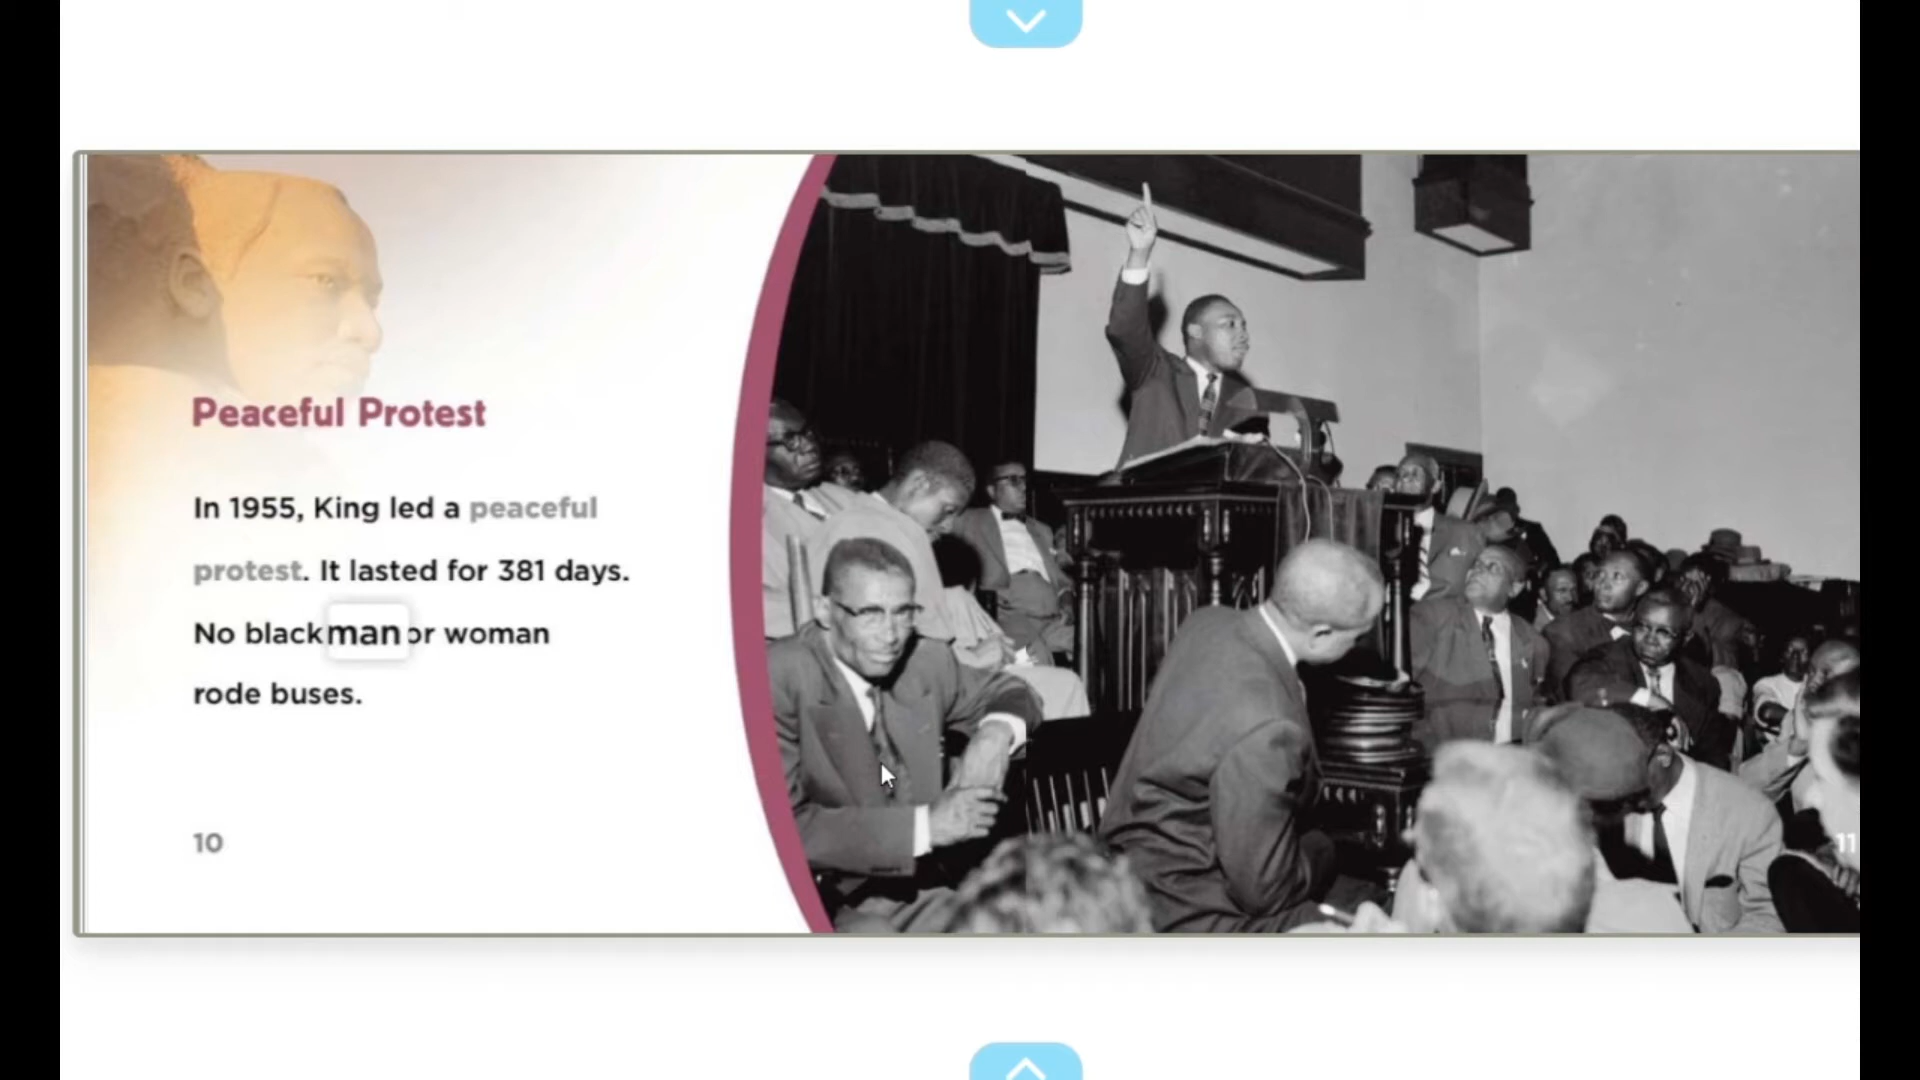 Peaceful Protest
In 1955, King led a peaceful
protest. It lasted for 381 days.
No black man or woman
rode buses.
10
11